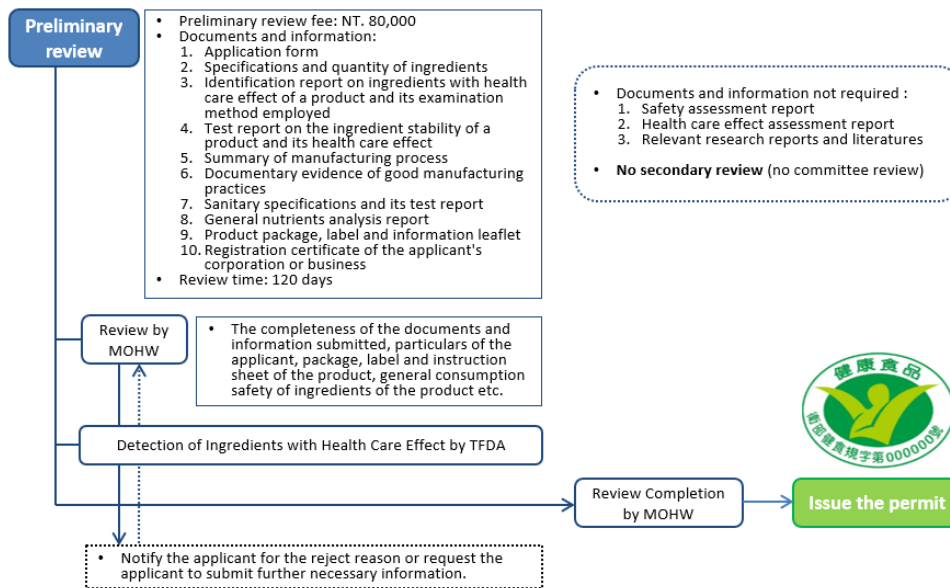 Preliminary
review
• Preliminary review fee: NT. 80,000
• Documents and information:
1. Application form
2. Specifications and quantity of ingredients
3. Identification report on ingredients with health
care effect of a product and its examination
method employed
4. Test report on the ingredient stability of a
product and its health care effect
5. Summary of manufacturing process
6. Documentary evidence of good manufacturing
practices
7. Sanitary specifications and its test report
8. General nutrients analysis report
9. Product package, label and information leaflet
10. Registration certificate of the applicant's
corporation or business
• Review time: 120 days
• Documents and information not required :
1. Safety assessment report
2. Health care effect assessment report
3. Relevant research reports and literatures
• No secondary review (no committee review)
Review by
MOHW
• The completeness of the documents and
information submitted, particulars of the
applicant, package, label and instruction
sheet of the product, general consumption
safety of ingredients of the product etc.
健康食品
衛部健食規字第000000號
Detection of Ingredients with Health Care Effect by TFDA
Review Completion
by MOHW
Issue the permit
• Notify the applicant for the reject reason or request the
applicant to submit further necessary information.